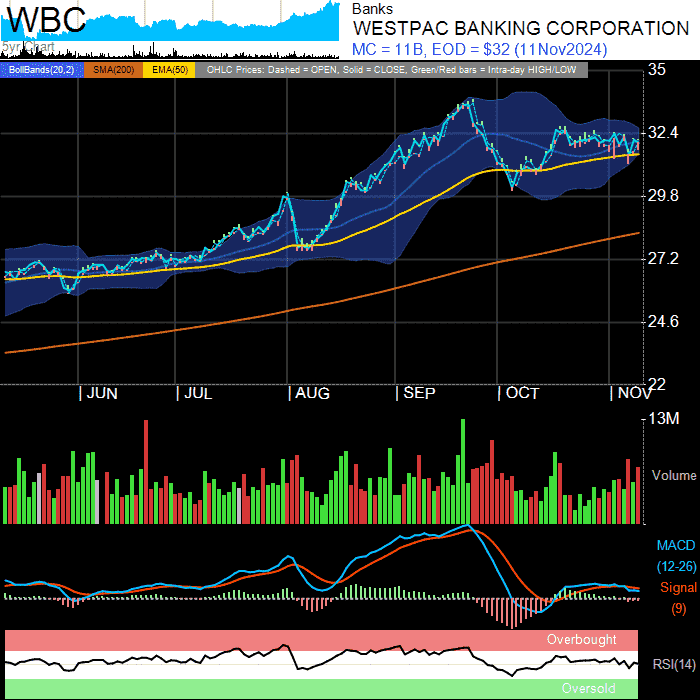 WBC
5yr Chart
Banks
WESTPAC BANKING CORPORATION
MC = 11B, EOD = $32 (11Nov2024)
BollBands(20,2) SMA(200) EMA(50) OHLC Prices: Dashed = OPEN, Solid = CLOSE, Green/Red bars = Intra-day HIGH/LOW
35
32.4
29.8
27.2
24.6
22
| JUN | JUL | AUG | SEP | OCT | NOV
13M
Volume
MACD
(12-26)
Signal
(9)
Overbought
RSI(14)
Oversold